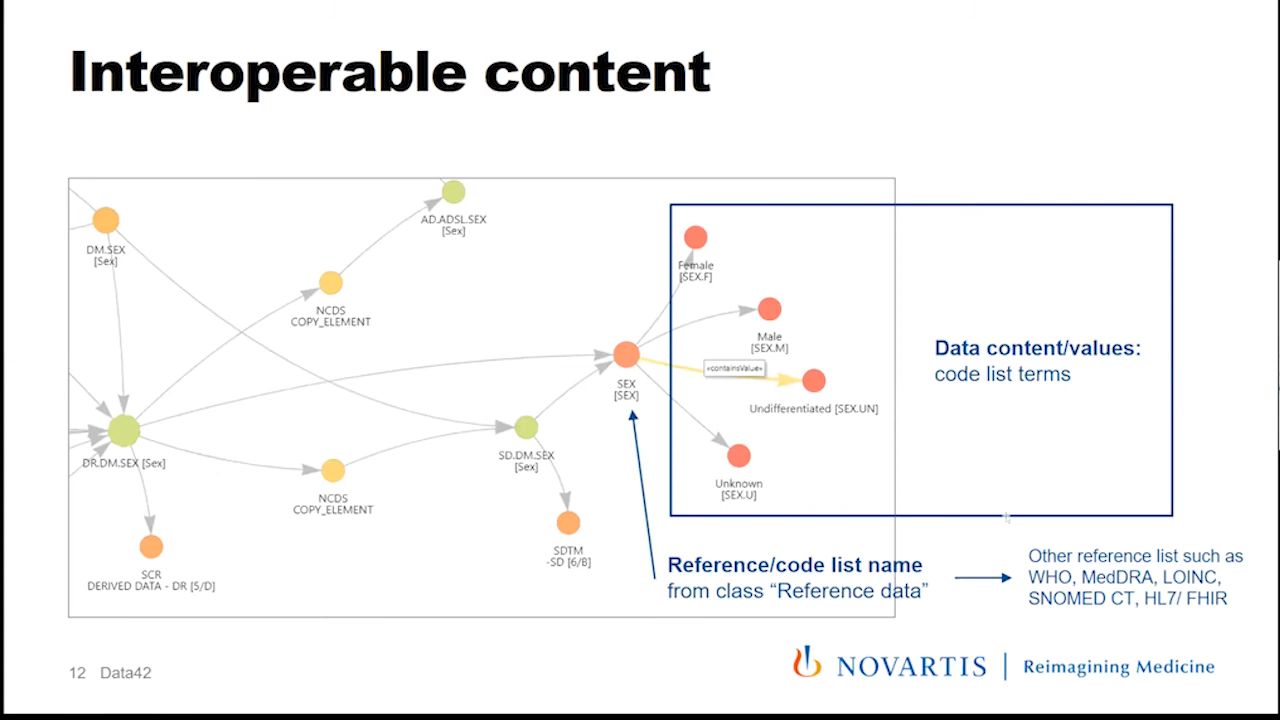 Interoperable content
AD.ADSL.SEX
[Sex]
DM.SEX
[Sex]
Female
[SEX.F]
NCDS
COPY_ELEMENT
Male
[SEX.M]
Data content/values:
code list terms
«containsValue»
SEX
[SEX]
Undifferentiated [SEX.UN]
DR.DM.SEX [Sex]
SD.DM.SEX
[Sex]
Unknown
[SEX.U]
NCDS
COPY_ELEMENT
SDTM
-SD [6/B]
SCR
DERIVED DATA - DR [5/D]
Reference/code list name
from class “Reference data”
Other reference list such as
WHO, MedDRA, LOINC,
SNOMED CT, HL7/ FHIR
12 Data42
NOVARTIS | Reimagining Medicine